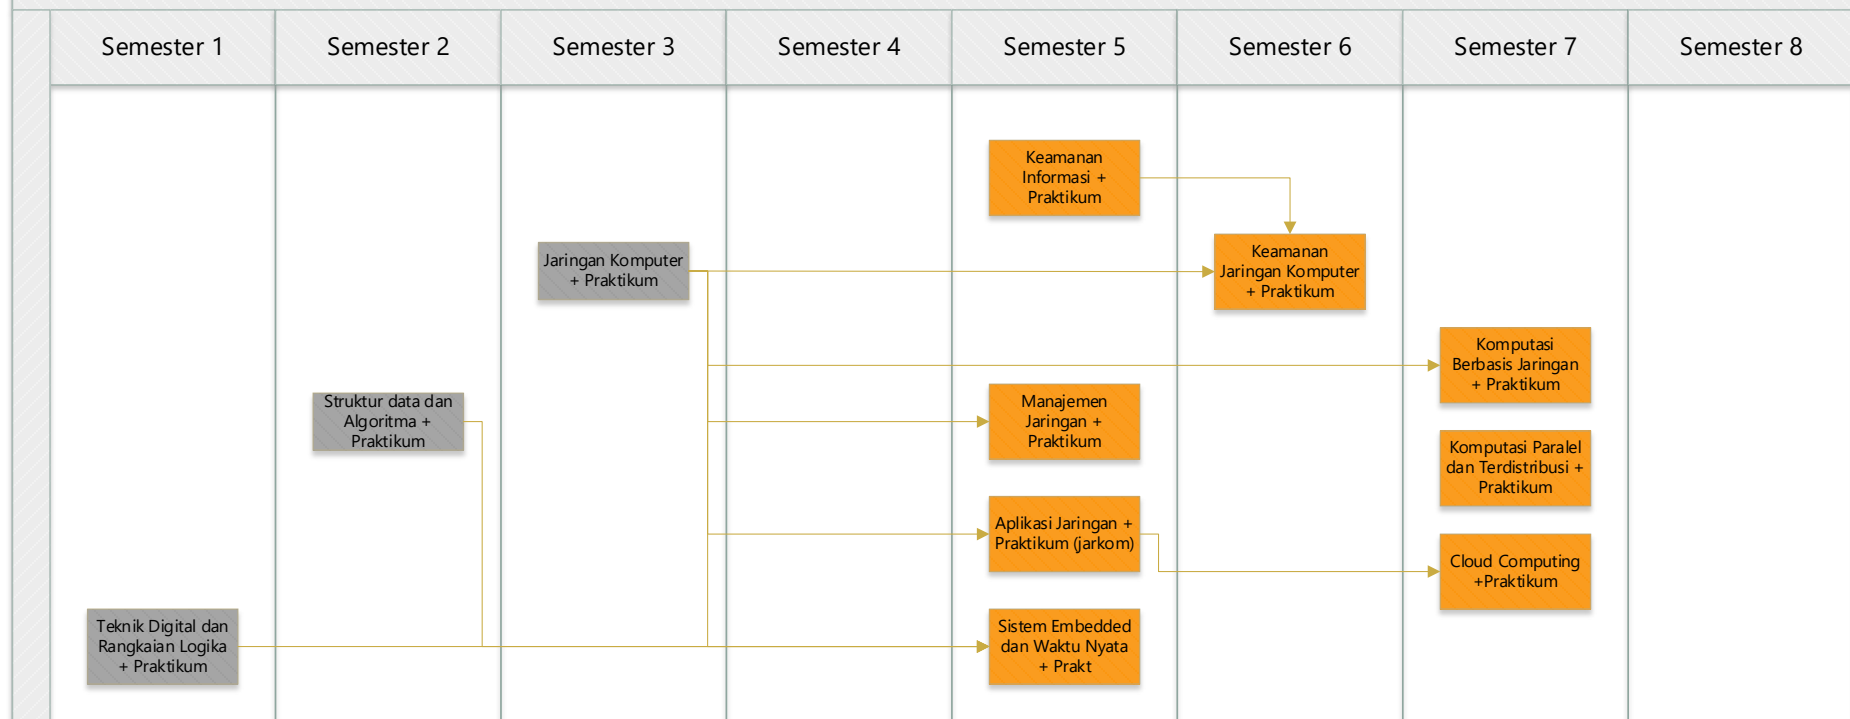 Semester 1
Semester 2
Semester 3
Semester 4
Semester 5
Semester 6
Semester 7
Semester 8
Keamanan
Informasi +
Praktikum
Jaringan Komputer
+ Praktikum
Keamanan
Jaringan Komputer
+ Praktikum
Komputasi
Berbasis Jaringan
+ Praktikum
Struktur data dan
Algoritma +
Praktikum
Manajemen
Jaringan +
Praktikum
Komputasi Paralel
dan Terdistribusi +
Praktikum
Aplikasi Jaringan +
Praktikum (jarkom)
Cloud Computing
+Praktikum
Teknik Digital dan
Rangkaian Logika
+ Praktikum
Sistem Embedded
dan Waktu Nyata
+ Prakt